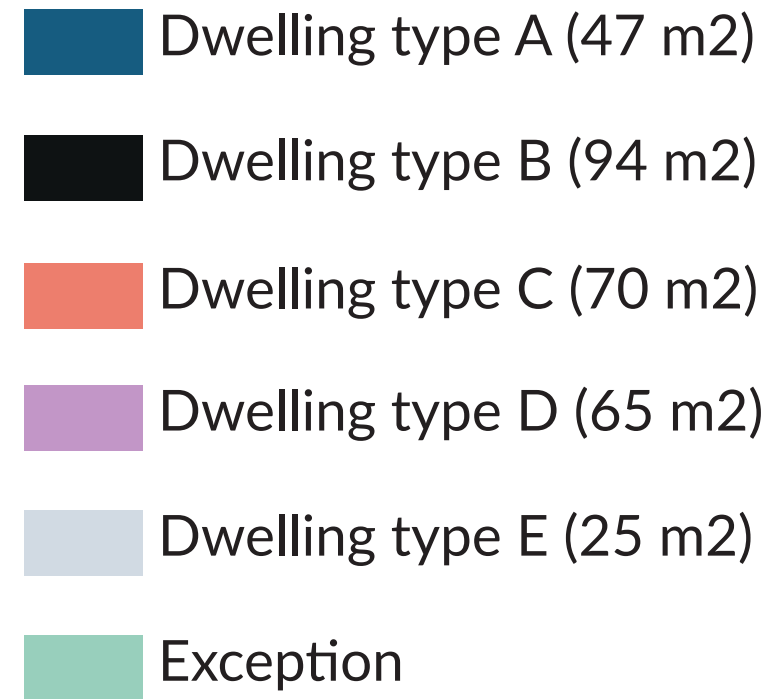 Dwelling type A (47 m2)
Dwelling type B (94 m2)
Dwelling type C (70 m2)
Dwelling type D (65 m2)
Dwelling type E (25 m2)
Exception